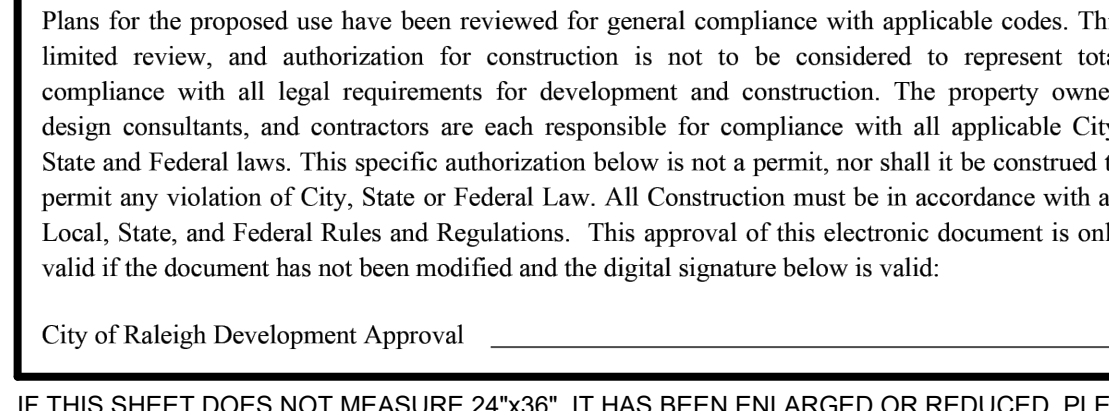 Plans for the proposed use have been reviewed for general compliance with applicable codes. Thi
limited review, and authorization for construction is not to be considered to represent tota
compliance with all legal requirements for development and construction. The property owne
design consultants, and contractors are each responsible for compliance with all applicable City
State and Federal laws. This specific authorization below is not a permit, nor shall it be construed t
permit any violation of City, State or Federal Law. All Construction must be in accordance with a
Local, State, and Federal Rules and Regulations. This approval of this electronic document is onl
valid if the document has not been modified and the digital signature below is valid:
City of Raleigh Development Approval
IF THIS SHEET DOES NOT MEASURE 24"x36", IT HAS BEEN ENLARGED OR REDUCED, PLE